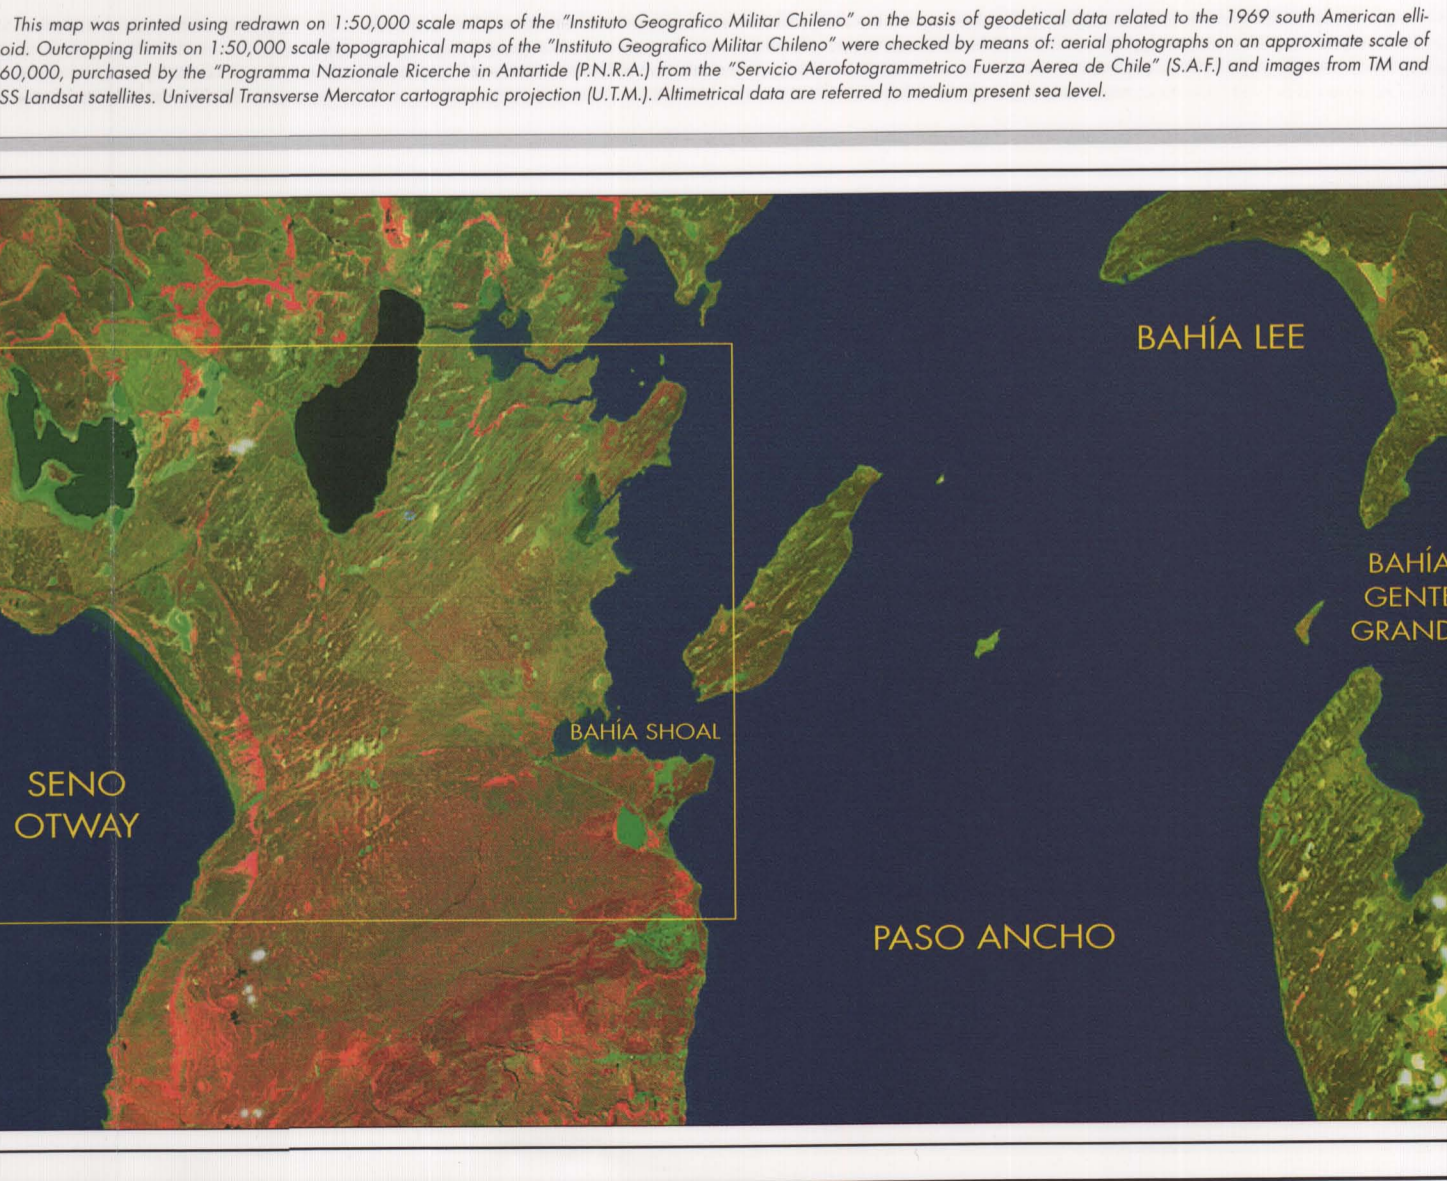 This map was printed using redrawn on 1:50,000 scale maps of the "Instituto Geografico Militar Chileno" on the basis of geodetical data related to the 1969 south American elli-
oid. Outcropping limits on 1:50,000 scale topographical maps of the "Instituto Geografico Militar Chileno" were checked by means of: aerial photographs on an approximate scale of
60,000, purchased by the "Programma Nazionale Ricerche in Antartide (P.N.R.A.) from the "Servicio Aerofotogrammetrico Fuerza Aerea de Chile" (S.A.F.) and images from TM and
SS Landsat satellites. Universal Transverse Mercator cartographic projection (U.T.M.). Altimetrical data are referred to medium present sea level.
BAHÍA LEE
BAHÍA
GENTE
GRAND
BAHÍA SHOAL
SENO
OTWAY
PASO ANCHO